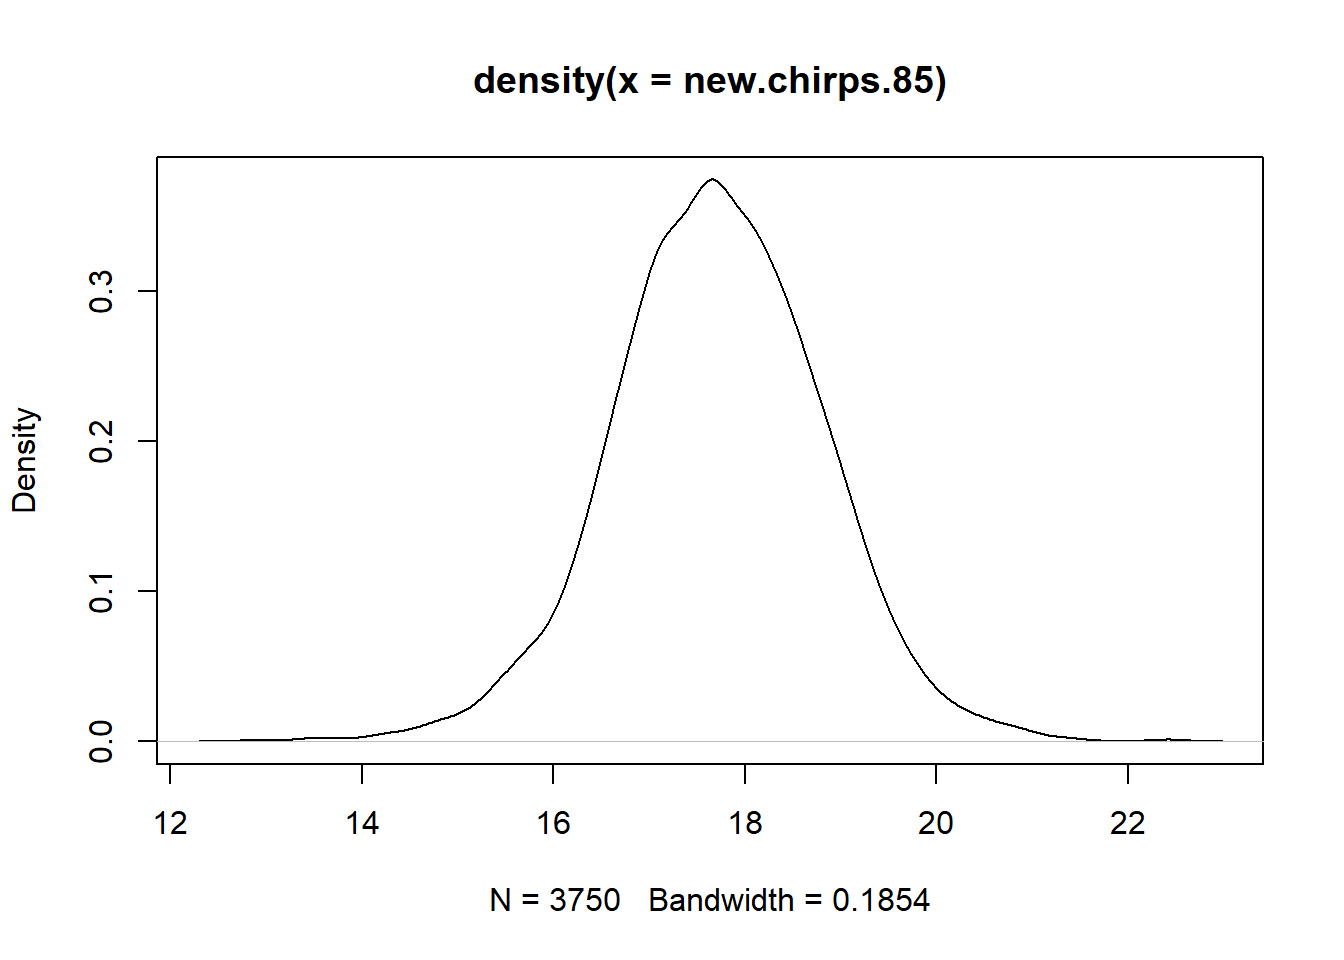 density(x = new.chirps.85)
Density
0.3
0.2
0.1
0.0
12 14 16 18 20 22
N = 3750   Bandwidth = 0.1854